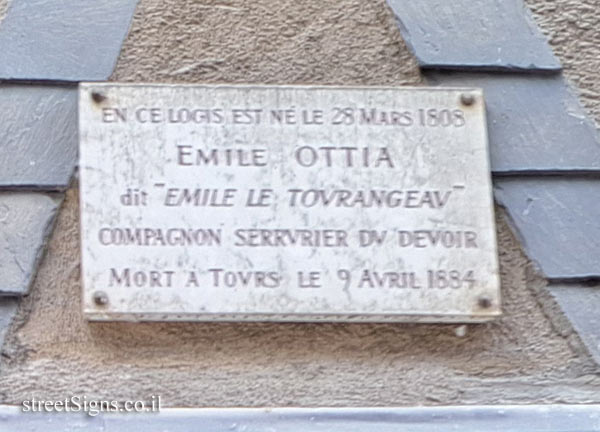 EN CE LOGIS EST NÉ LE 28 MARS 1808
EMILE OTTIA
dit "EMILE LE TOVRANGEAV"
COMPAGNON SERRVRIER DV DEVOIR
MORT A TOVRS LE 9 AVRIL 1884
streetSigns.co.il